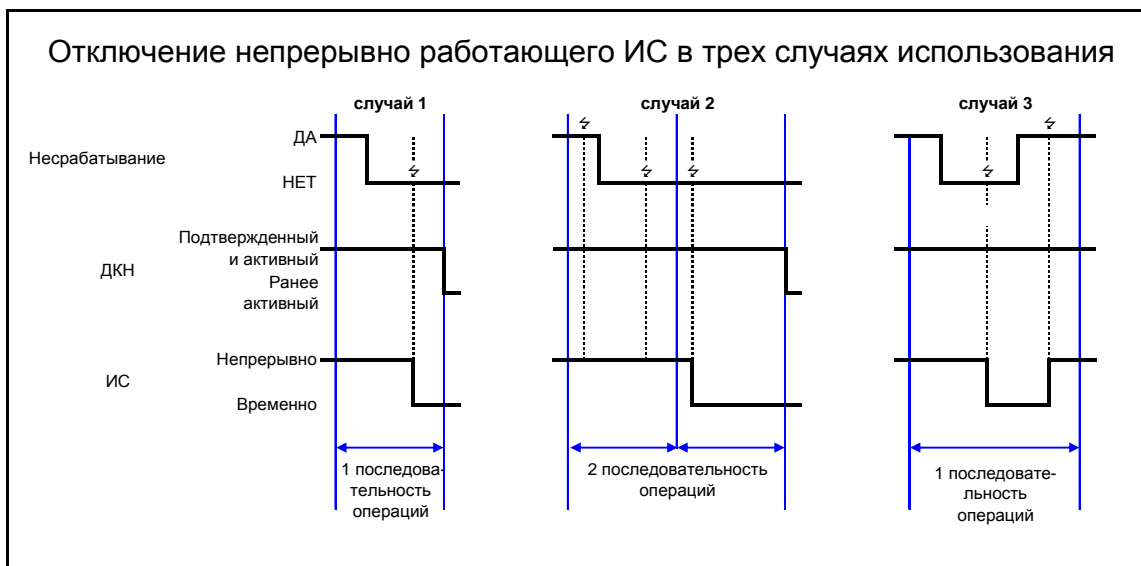 Отключение непрерывно работающего ИС в трех случаях использования
случай 1
случай 2
случай 3
Несрабатывание
ДА
НЕТ
ДКН
Подтвержденный
и активный
Ранее
активный
ИС
Непрерывно
Временно
1 последова-
тельность
операций
2 последовательность
операций
1 последовате-
льность
операций